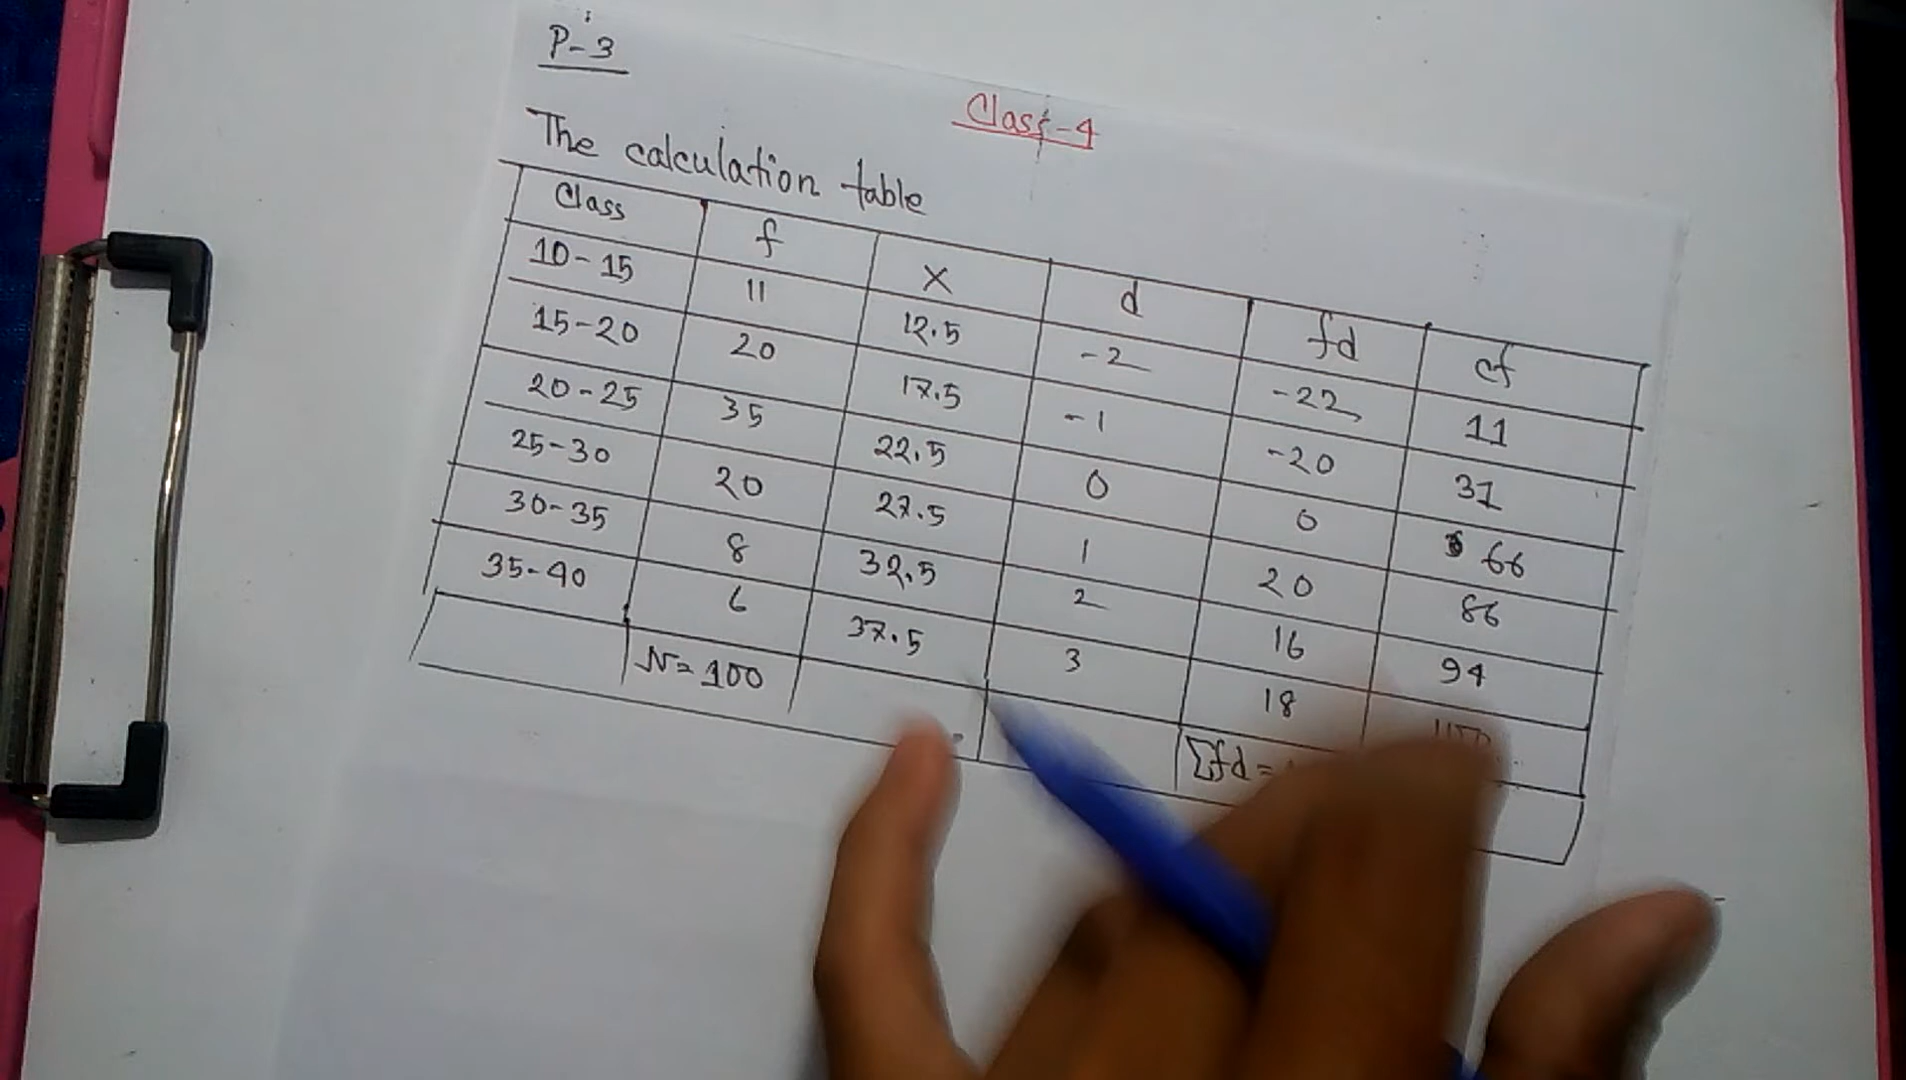 P-3
Class-4
The calculation table
Class f X d fd cf
10-15 11 12.5 -2 -22 11
15-20 20 17.5 -1 -20 31
20-25 35 22.5 0 0 66
25-30 20 27.5 1 20 86
30-35 8 32.5 2 16 94
35-40 6 37.5 3 18
N=100 Σfd=